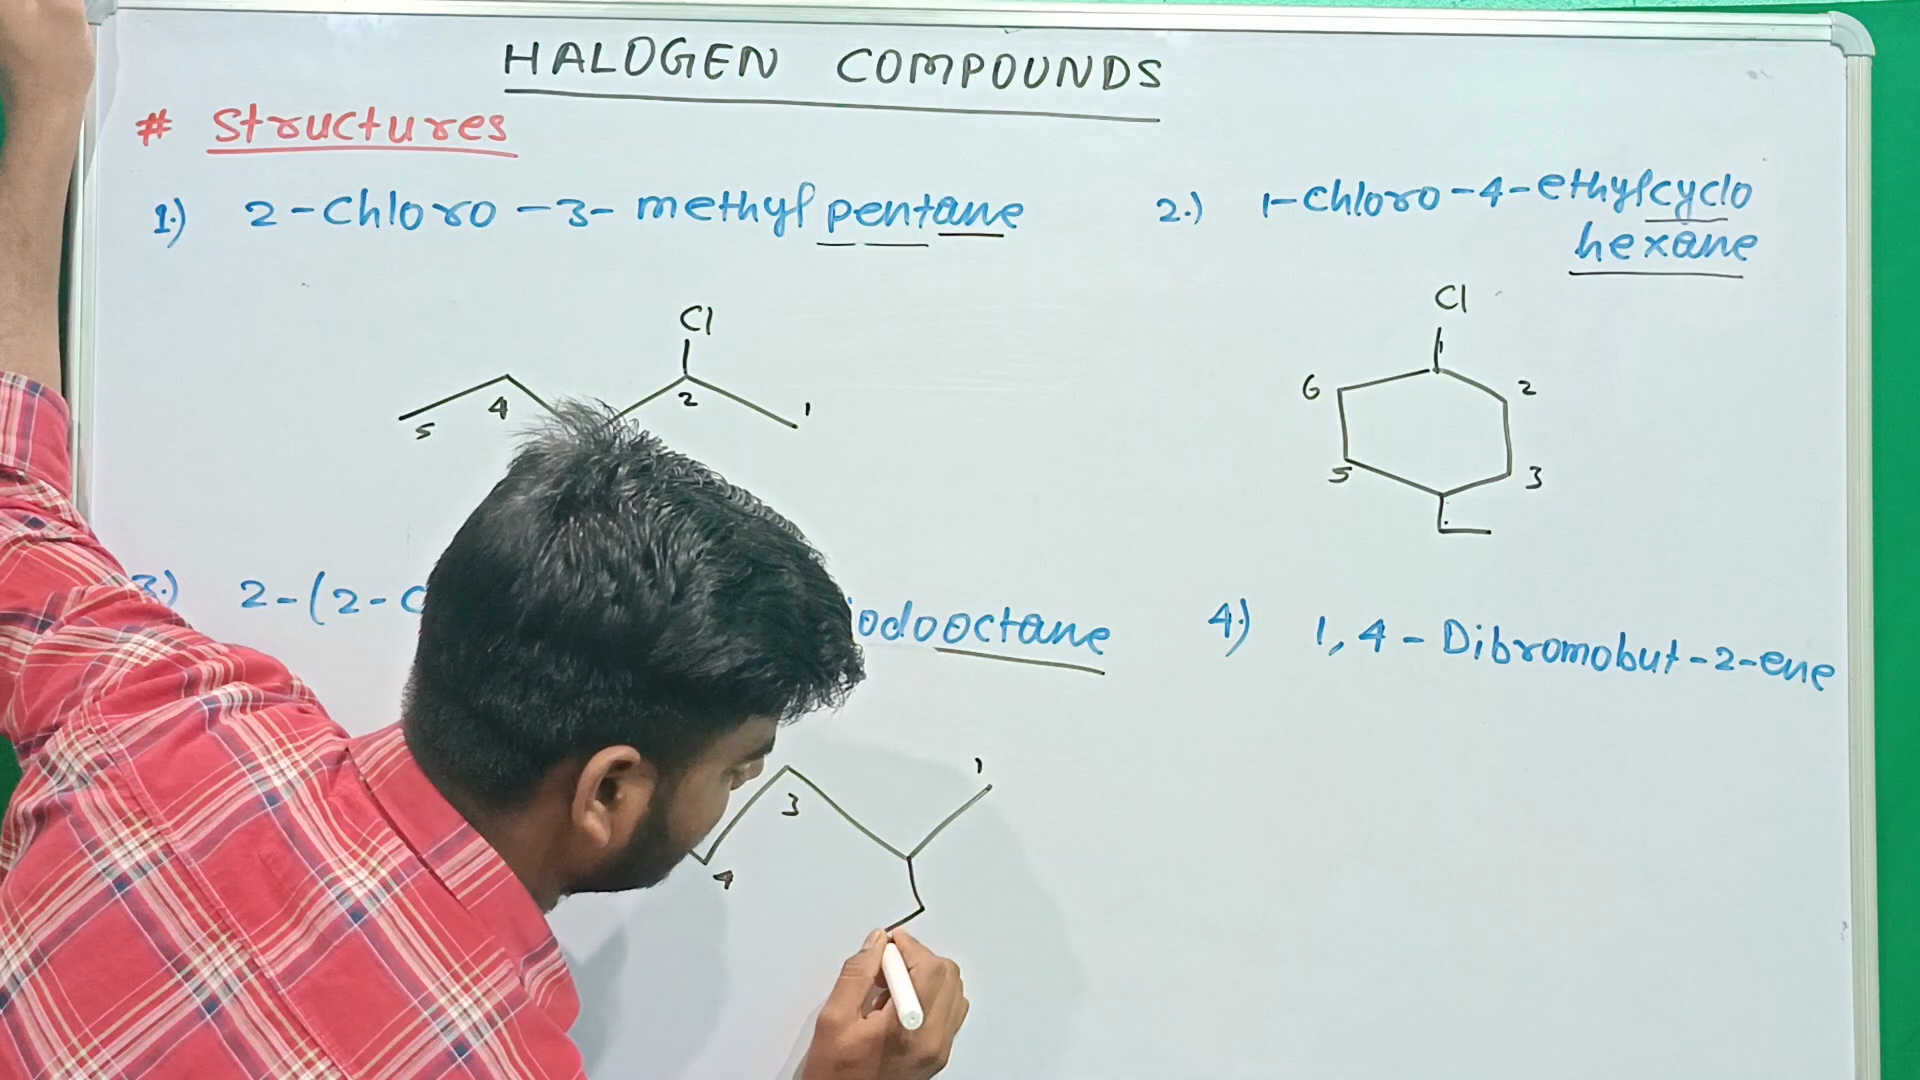 HALOGEN COMPOUNDS
# Structures
1.) 2-Chloro-3-methylpentane
2.) 1-chloro-4-ethylcyclo
hexane
Cl
5 4 2 1
Cl
1
6 2
5 3
3.) 2-(2-C iodooctane
4.) 1,4-Dibromobut-2-ene
1
3
4